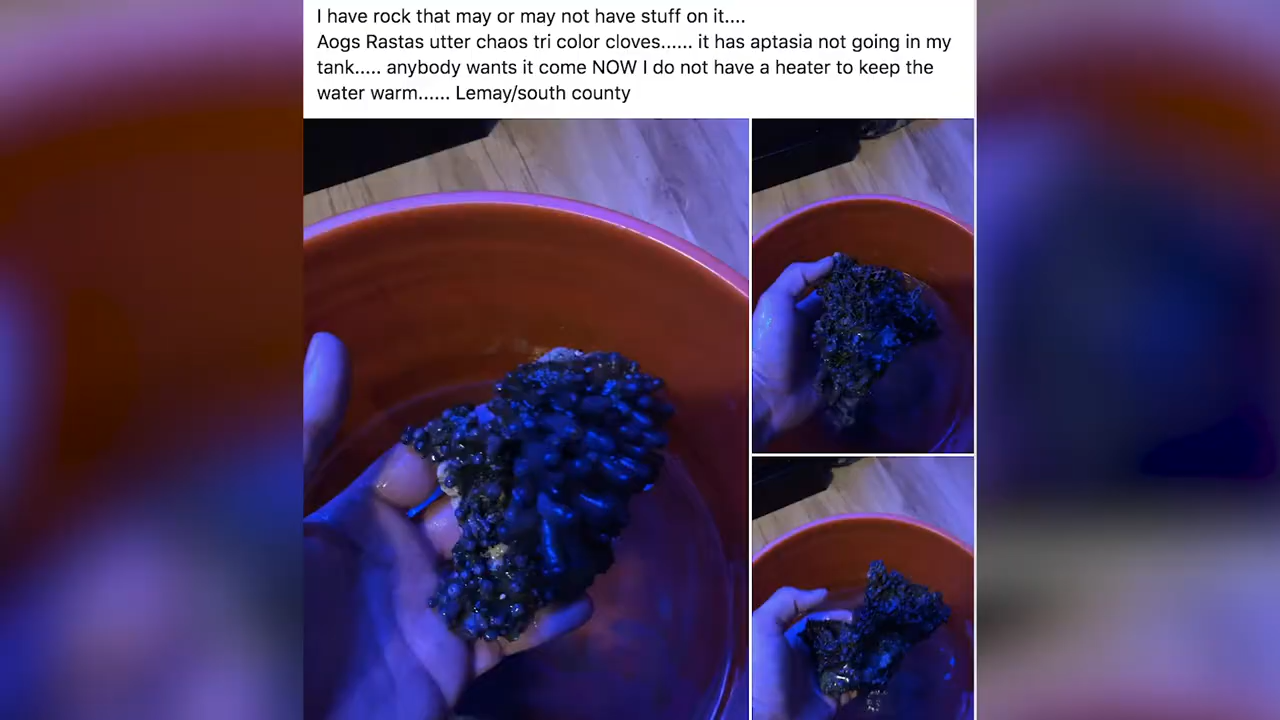 I have rock that may or may not have stuff on it....
Aogs Rastas utter chaos tri color cloves...... it has aptasia not going in my
tank..... anybody wants it come NOW I do not have a heater to keep the
water warm...... Lemay/south county